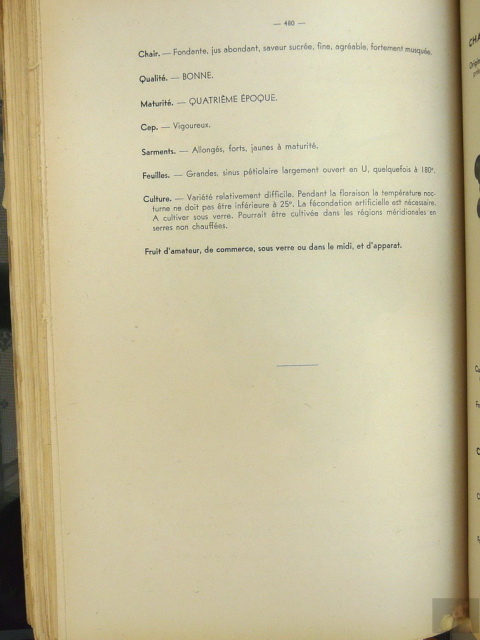 — 480 —
Chair. — Fondante, jus abondant, saveur sucrée, fine, agréable, fortement musquée.
Qualité. — BONNE.
Maturité. — QUATRIÈME ÉPOQUE.
Cep. — Vigoureux.
Sarments. — Allongés, forts, jaunes à maturité.
Feuilles. — Grandes, sinus pétiolaire largement ouvert en U, quelquefois à 180°.
Culture. — Variété relativement difficile. Pendant la floraison la température noc-
turne ne doit pas être inférieure à 25°. La fécondation artificielle est nécessaire.
A cultiver sous verre. Pourrait être cultivée dans les régions méridionales en
serres non chauffées.
Fruit d'amateur, de commerce, sous verre ou dans le midi, et d'apparat.